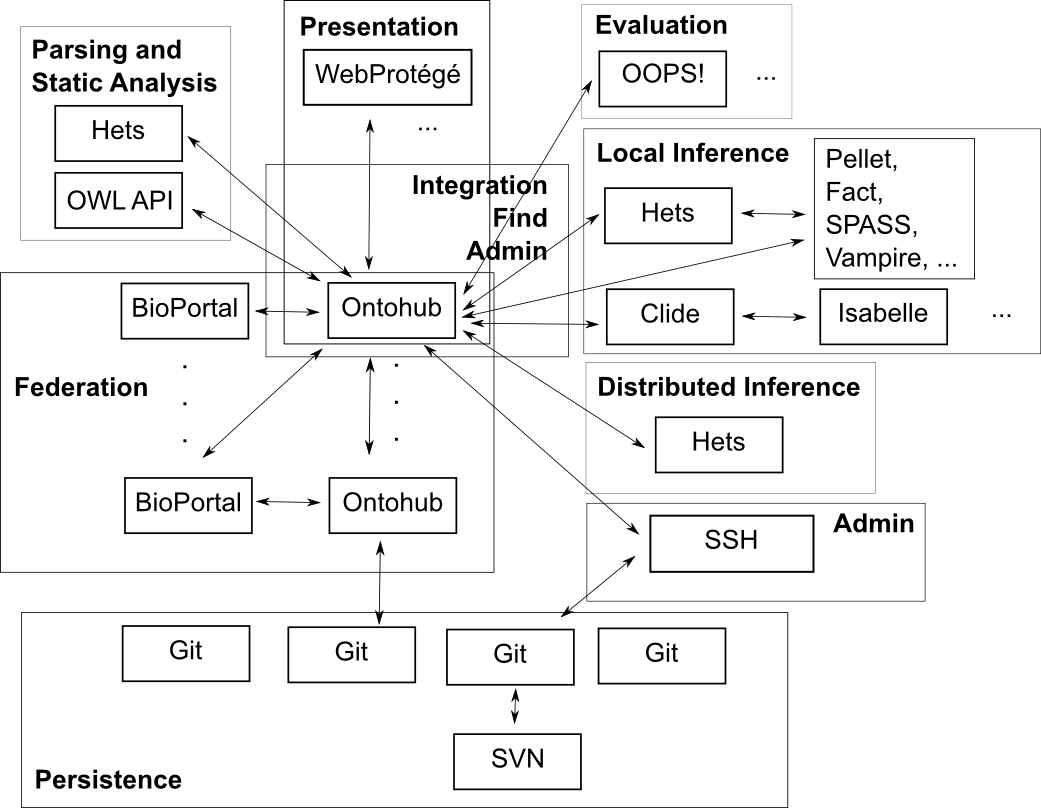 Parsing and
Static Analysis
Hets
OWL API
Presentation
WebProtégé
...
Evaluation
OOPS!
...
Integration
Find
Admin
Local Inference
Hets
Pellet,
Fact,
SPASS,
Vampire, ...
Clide
Isabelle
...
BioPortal
Ontohub
Federation
.
.
.
.
.
.
BioPortal
Ontohub
Distributed Inference
Hets
Admin
SSH
Git
Git
Git
Git
SVN
Persistence